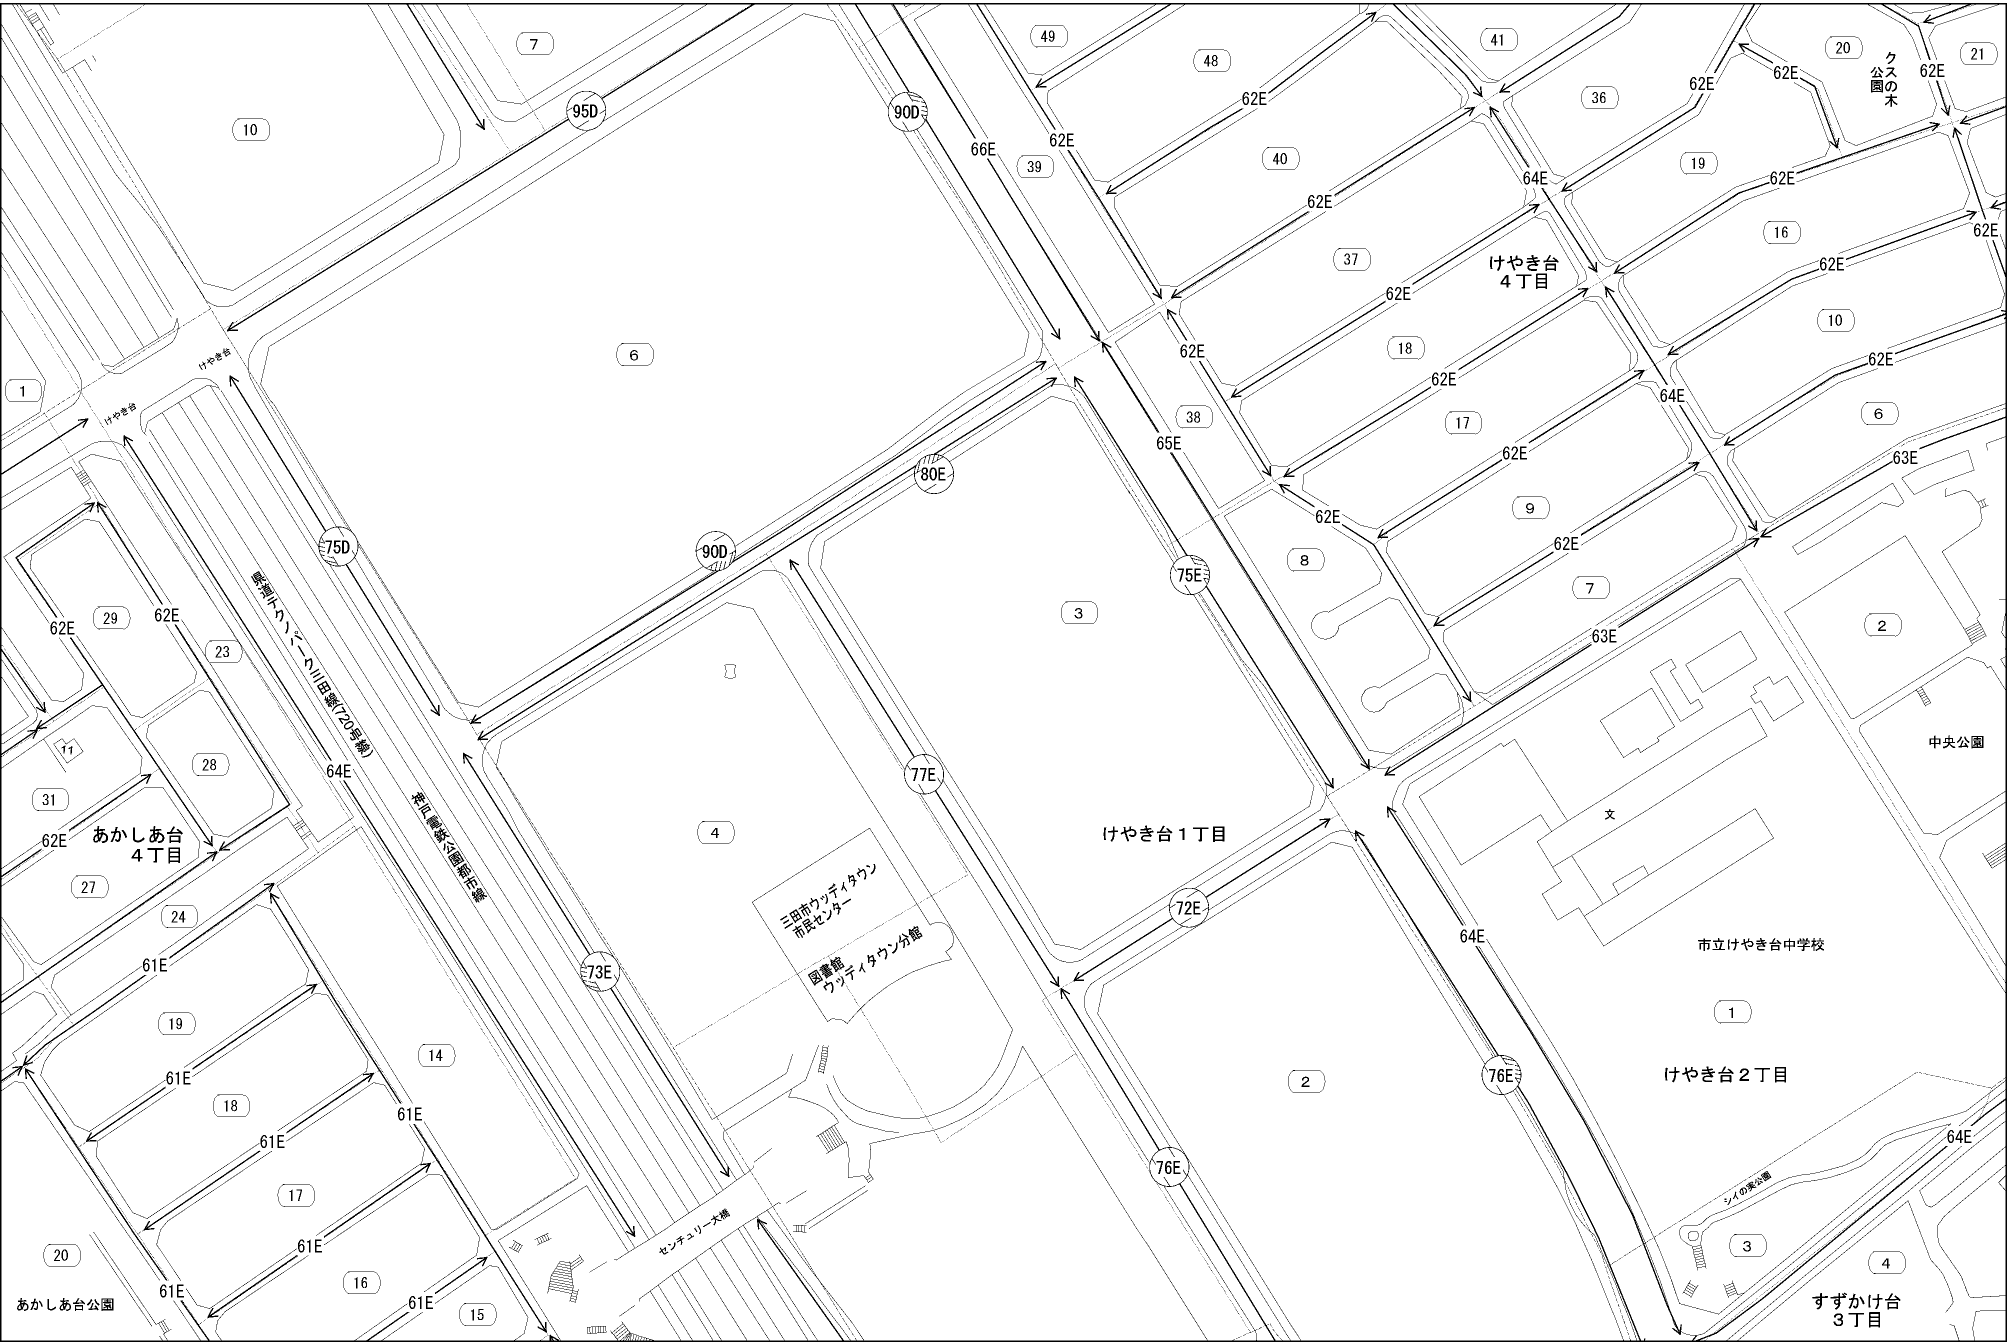 49
7
41
48
20
21
クスの木
公園
62E
62E
62E
95D
90D
62E
62E
36
10
66E
62E
39
40
19
64E
62E
62E
16
62E
37
けやき台
4丁目
62E
62E
10
けやき台
6
62E
18
62E
62E
1
けやき台
64E
6
38
65E
17
62E
63E
80E
9
62E
75D
90D
62E
8
75E
7
県道テクノパーク三田線(720号線)
29
62E
62E
3
2
63E
23
中央公園
11
28
64E
77E
31
62E
あかしあ台
4丁目
神戸電鉄公園都市線
4
けやき台1丁目
文
27
三田市ウッディタウン
市民センター
24
72E
図書館
ウッディタウン分館
64E
市立けやき台中学校
61E
73E
19
1
14
61E
2
76E
けやき台2丁目
18
61E
61E
64E
76E
17
シイの実公園
センチュリー大橋
61E
20
3
4
16
61E
あかしあ台公園
61E
15
すずかけ台
3丁目